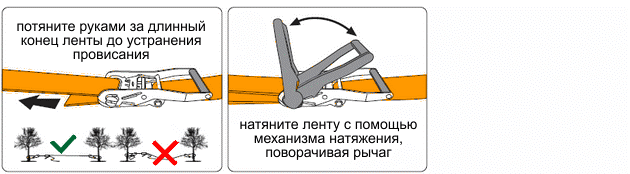 потяните руками за длинный
конец ленты до устранения
провисания
натяните ленту с помощью
механизма натяжения,
поворачивая рычаг